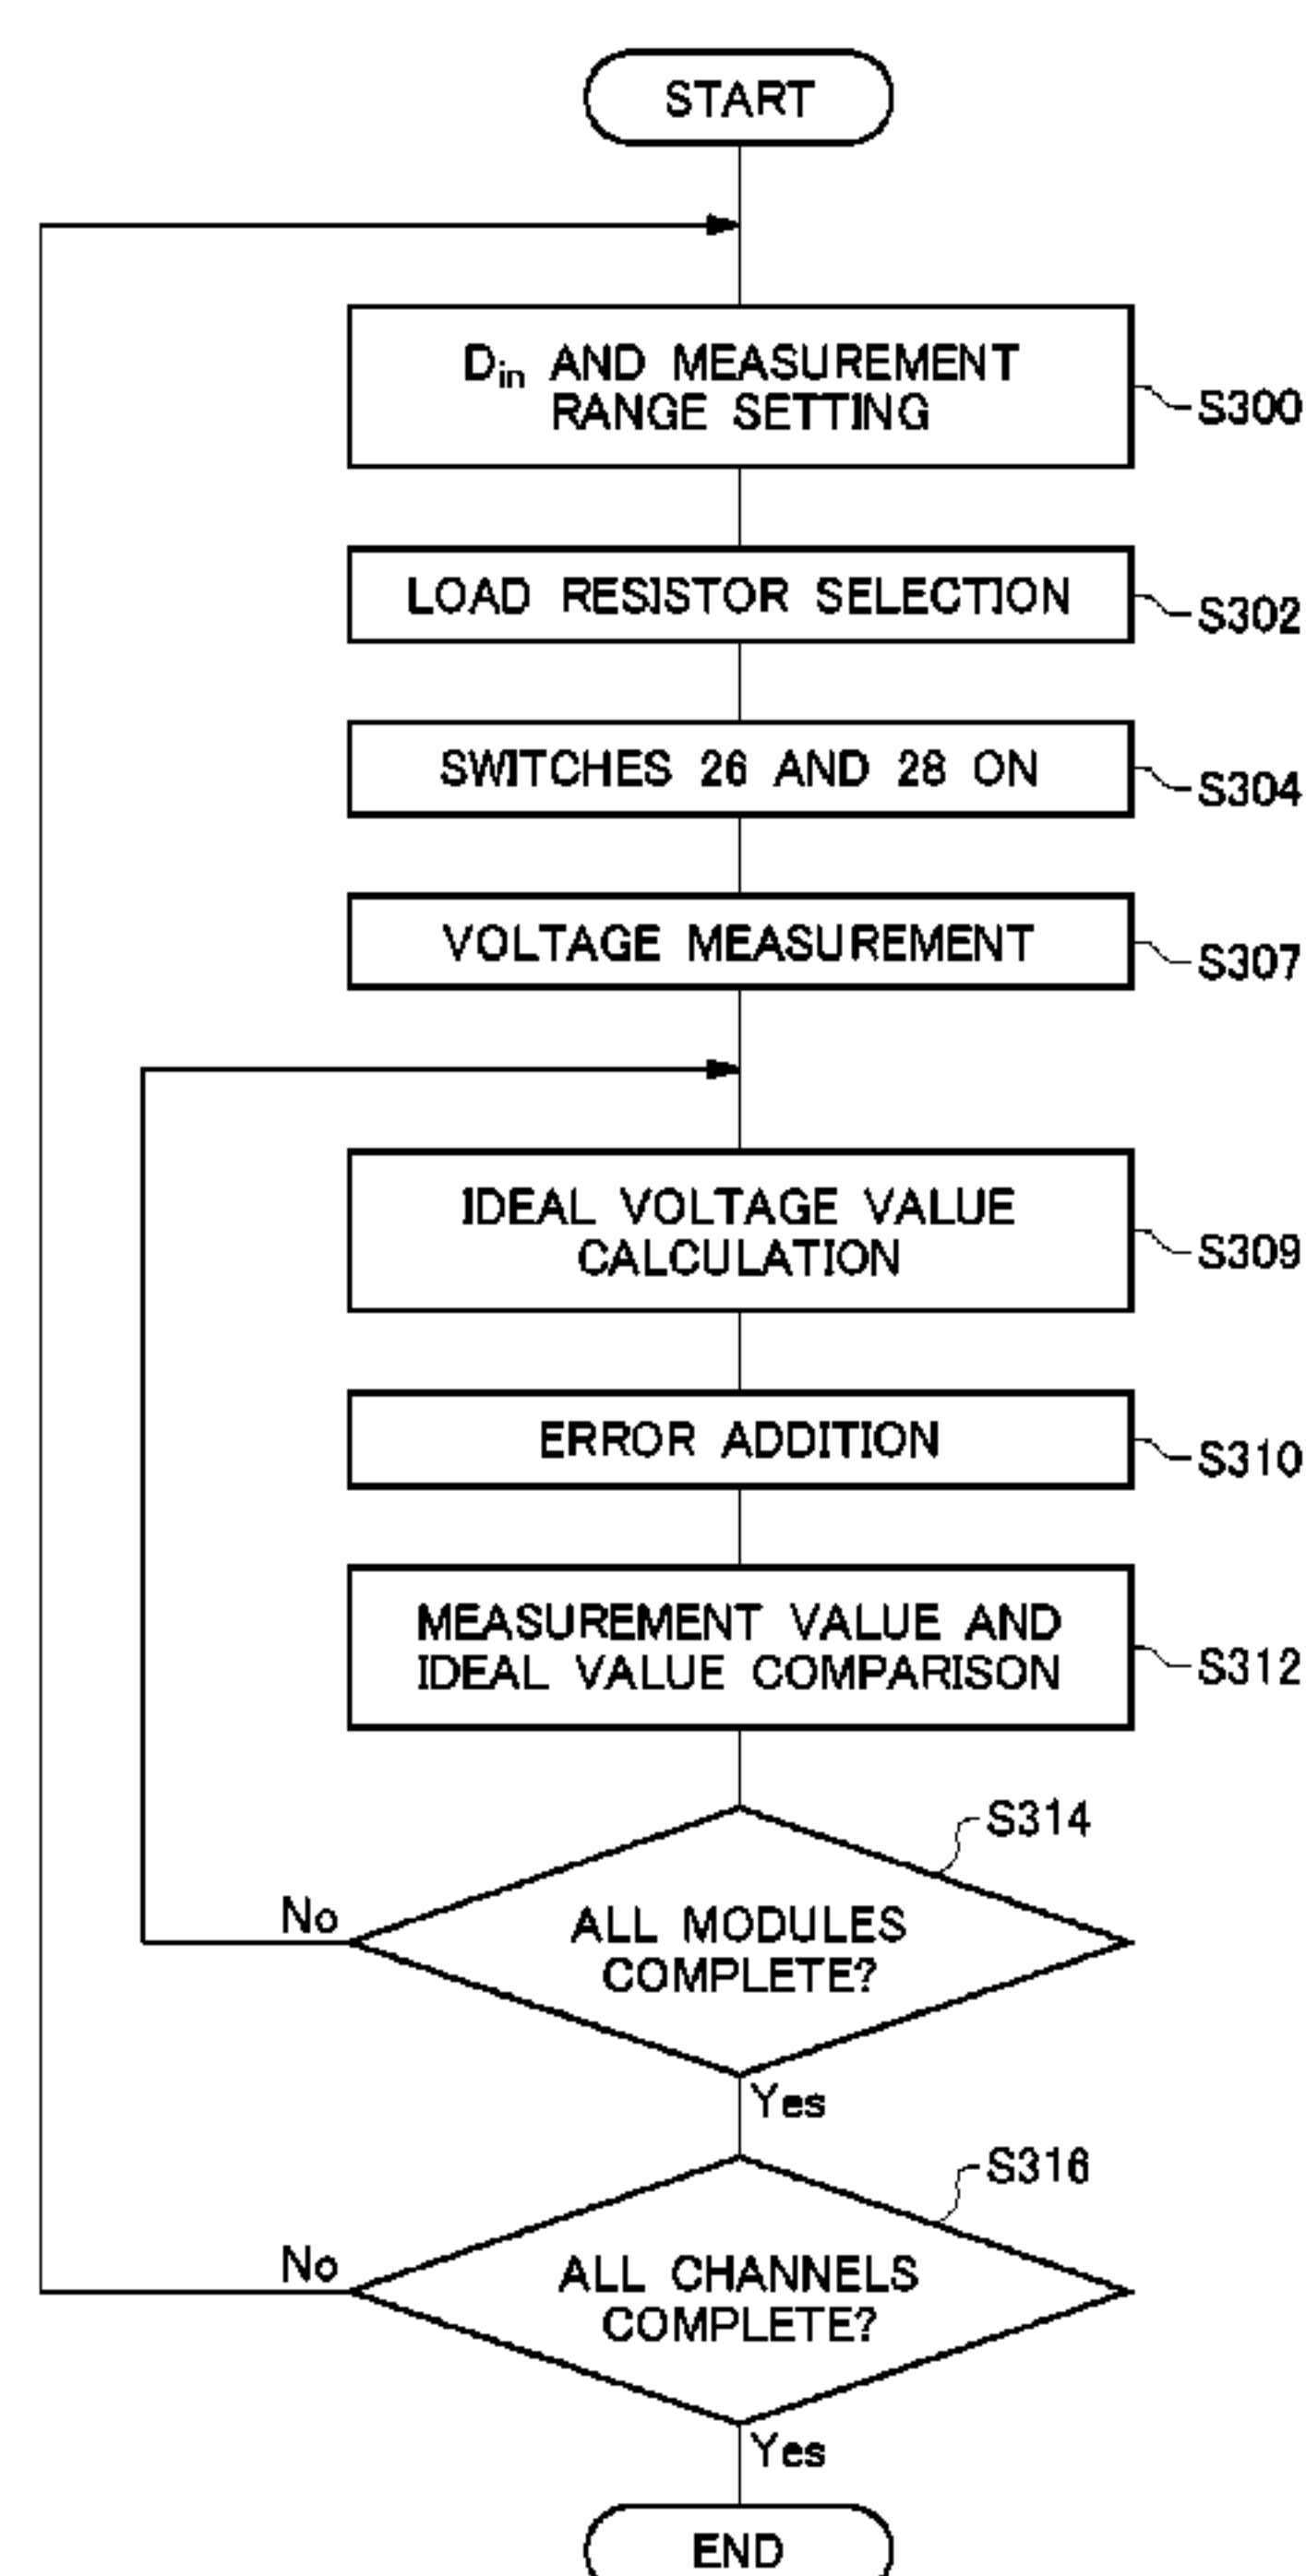 START
D_in AND MEASUREMENT
RANGE SETTING
S300
LOAD RESISTOR SELECTION
S302
SWITCHES 26 AND 28 ON
S304
VOLTAGE MEASUREMENT
S307
IDEAL VOLTAGE VALUE
CALCULATION
S309
ERROR ADDITION
S310
MEASUREMENT VALUE AND
IDEAL VALUE COMPARISON
S312
S314
No
ALL MODULES
COMPLETE?
Yes
S316
No
ALL CHANNELS
COMPLETE?
Yes
END